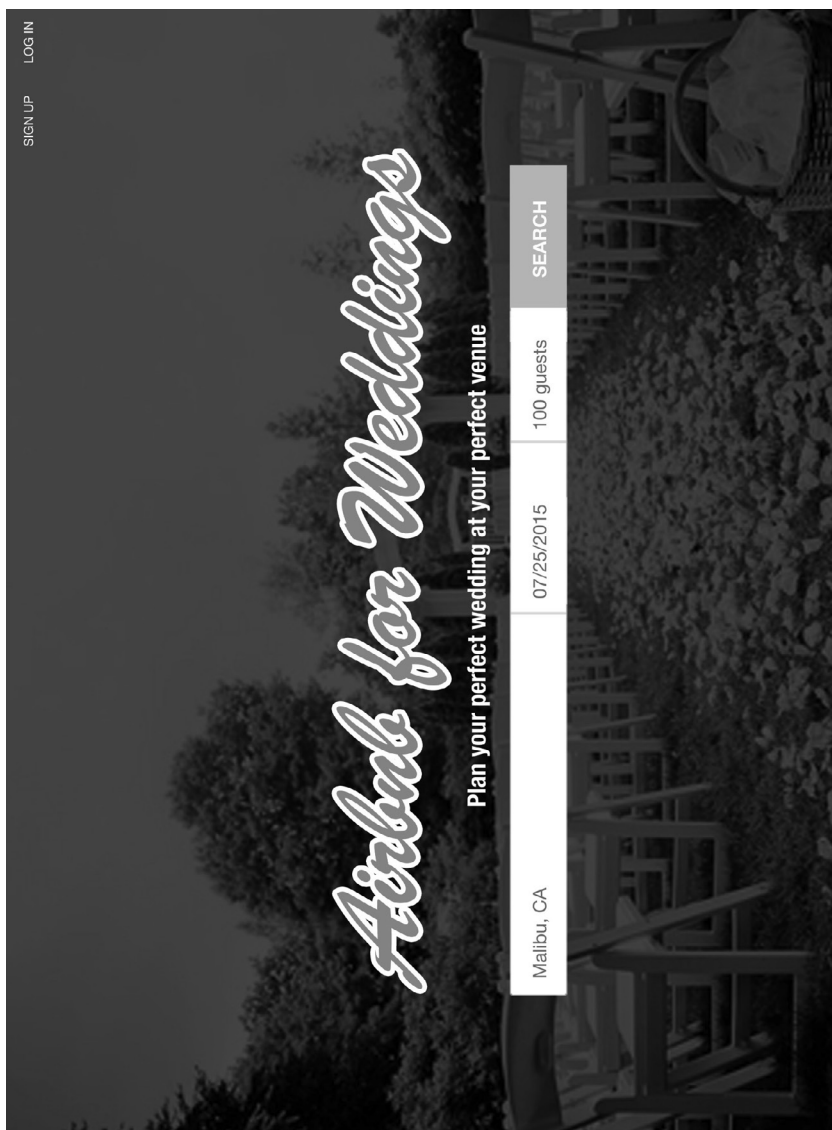 SIGN UP LOG IN
Airbnb for Weddings
Plan your perfect wedding at your perfect venue
Malibu, CA 07/25/2015 100 guests SEARCH